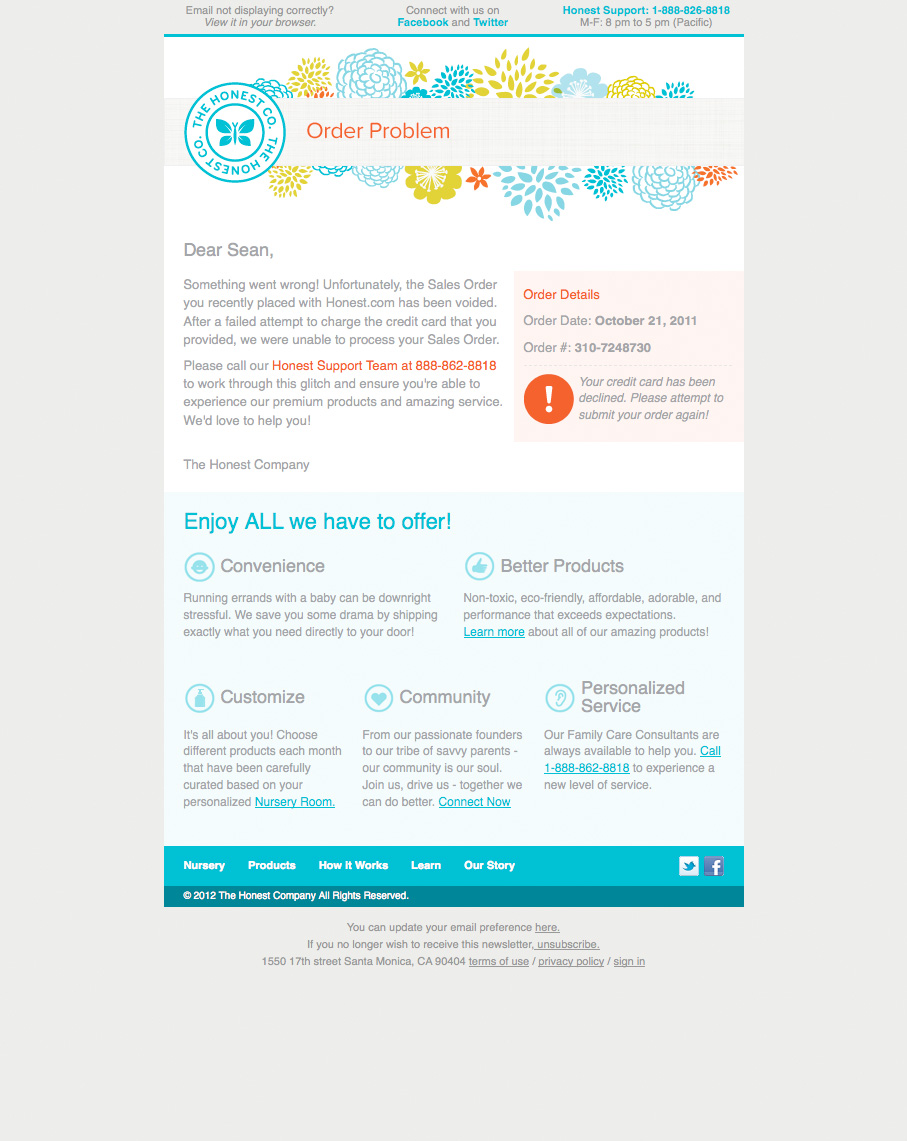 Email not displaying correctly?
View it in your browser.
Connect with us on
Facebook and Twitter
Honest Support: 1-888-826-8818
M-F: 8 pm to 5 pm (Pacific)
THE HONEST CO. THE HONEST CO.
Order Problem
Dear Sean,
Something went wrong! Unfortunately, the Sales Order
you recently placed with Honest.com has been voided.
After a failed attempt to charge the credit card that you
provided, we were unable to process your Sales Order.
Please call our Honest Support Team at 888-862-8818
to work through this glitch and ensure you're able to
experience our premium products and amazing service.
We'd love to help you!
The Honest Company
Order Details
Order Date: October 21, 2011
Order #: 310-7248730
!
Your credit card has been
declined. Please attempt to
submit your order again!
Enjoy ALL we have to offer!
Convenience
Running errands with a baby can be downright
stressful. We save you some drama by shipping
exactly what you need directly to your door!
Better Products
Non-toxic, eco-friendly, affordable, adorable, and
performance that exceeds expectations.
Learn more about all of our amazing products!
Customize
It's all about you! Choose
different products each month
that have been carefully
curated based on your
personalized Nursery Room.
Community
From our passionate founders
to our tribe of savvy parents -
our community is our soul.
Join us, drive us - together we
can do better. Connect Now
Personalized
Service
Our Family Care Consultants are
always available to help you. Call
1-888-862-8818 to experience a
new level of service.
Nursery Products How It Works Learn Our Story
© 2012 The Honest Company All Rights Reserved.
You can update your email preference here.
If you no longer wish to receive this newsletter, unsubscribe.
1550 17th street Santa Monica, CA 90404 terms of use / privacy policy / sign in